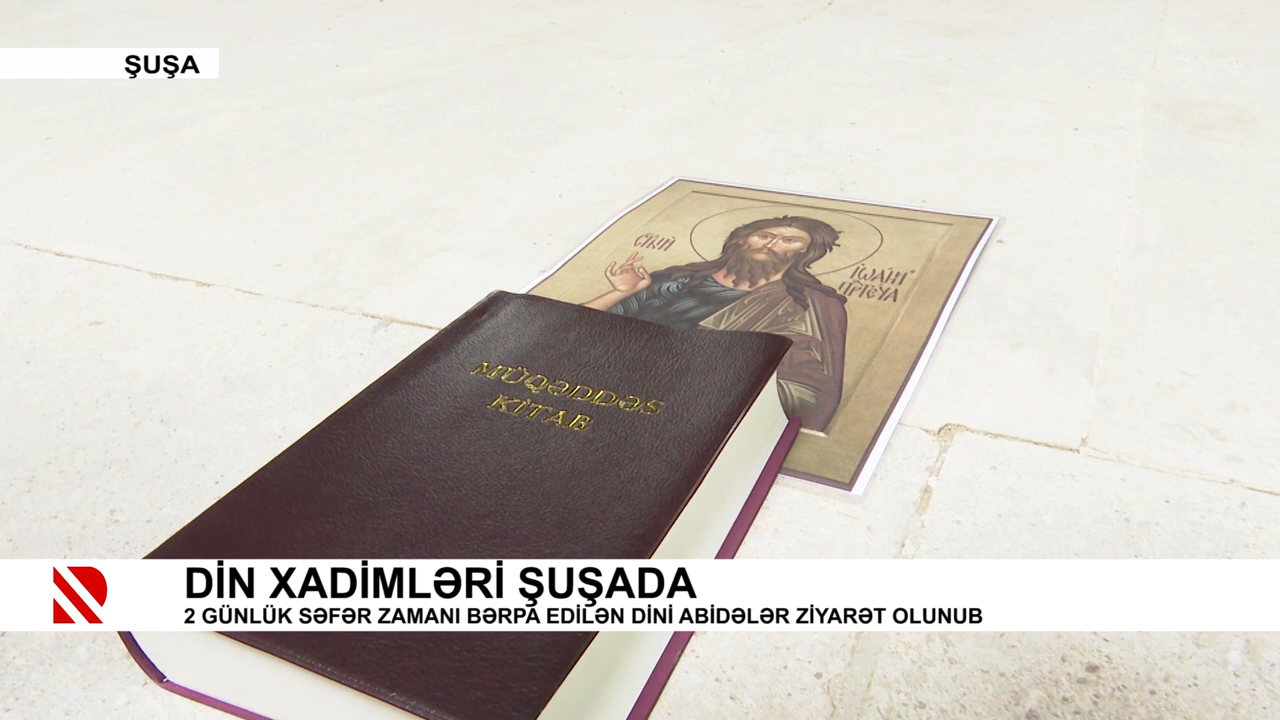 ŞUŞA
MÜQƏDDƏS
KİTAB
DİN XADİMLƏRİ ŞUŞADA
2 GÜNLÜK SƏFƏR ZAMANI BƏRPA EDİLƏN DİNİ ABİDƏLƏR ZİYARƏT OLUNUB